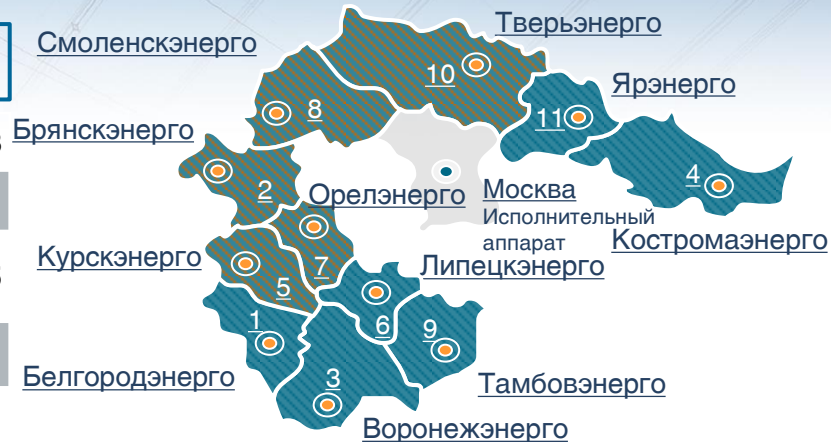 Тверьэнерго
Смоленскэнерго
10
Ярэнерго
8
11
Брянскэнерго
4
2
Орелэнерго
Москва
Исполнительный
аппарат
Костромаэнерго
Курскэнерго
7
Липецкэнерго
5
1
6
9
Белгородэнерго
3
Тамбовэнерго
Воронежэнерго